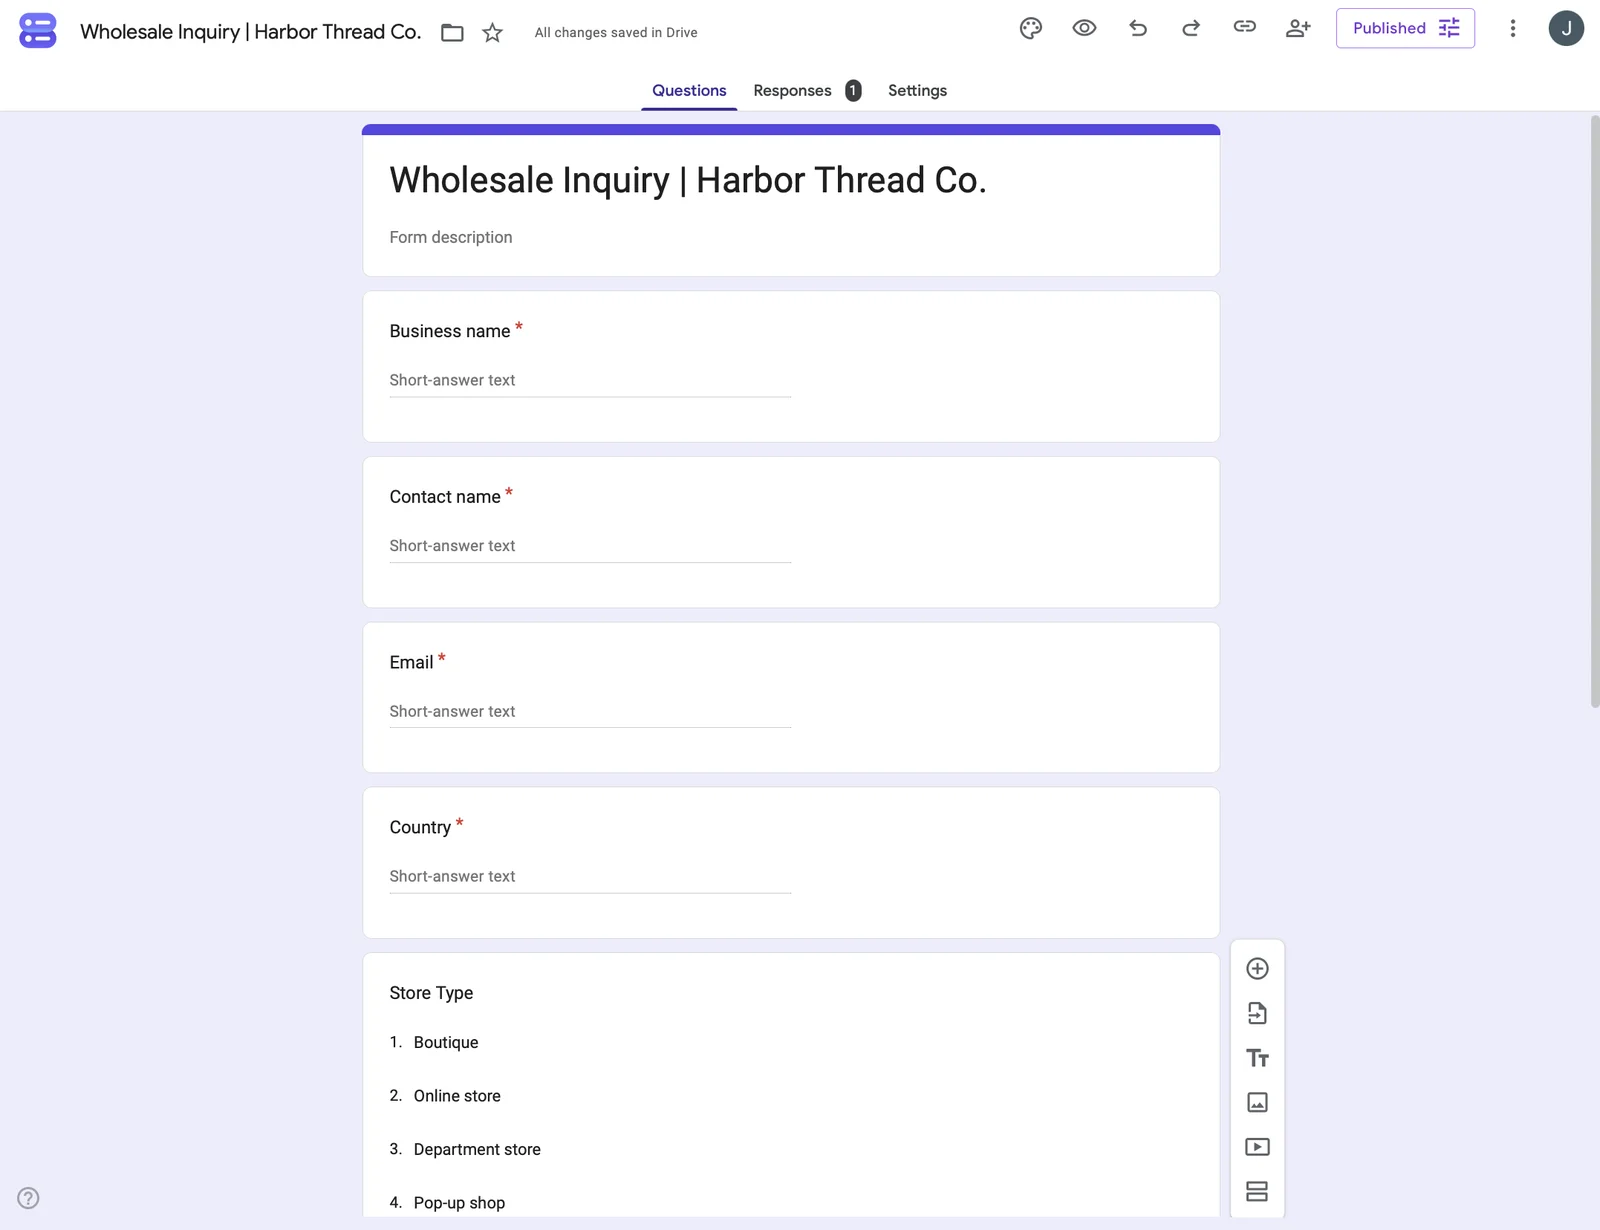 Wholesale Inquiry | Harbor Thread Co.
All changes saved in Drive
Published
J
Questions
Responses 1
Settings
Wholesale Inquiry | Harbor Thread Co.
Form description
Business name *
Short-answer text
Contact name *
Short-answer text
Email *
Short-answer text
Country *
Short-answer text
Store Type
1. Boutique
2. Online store
3. Department store
4. Pop-up shop